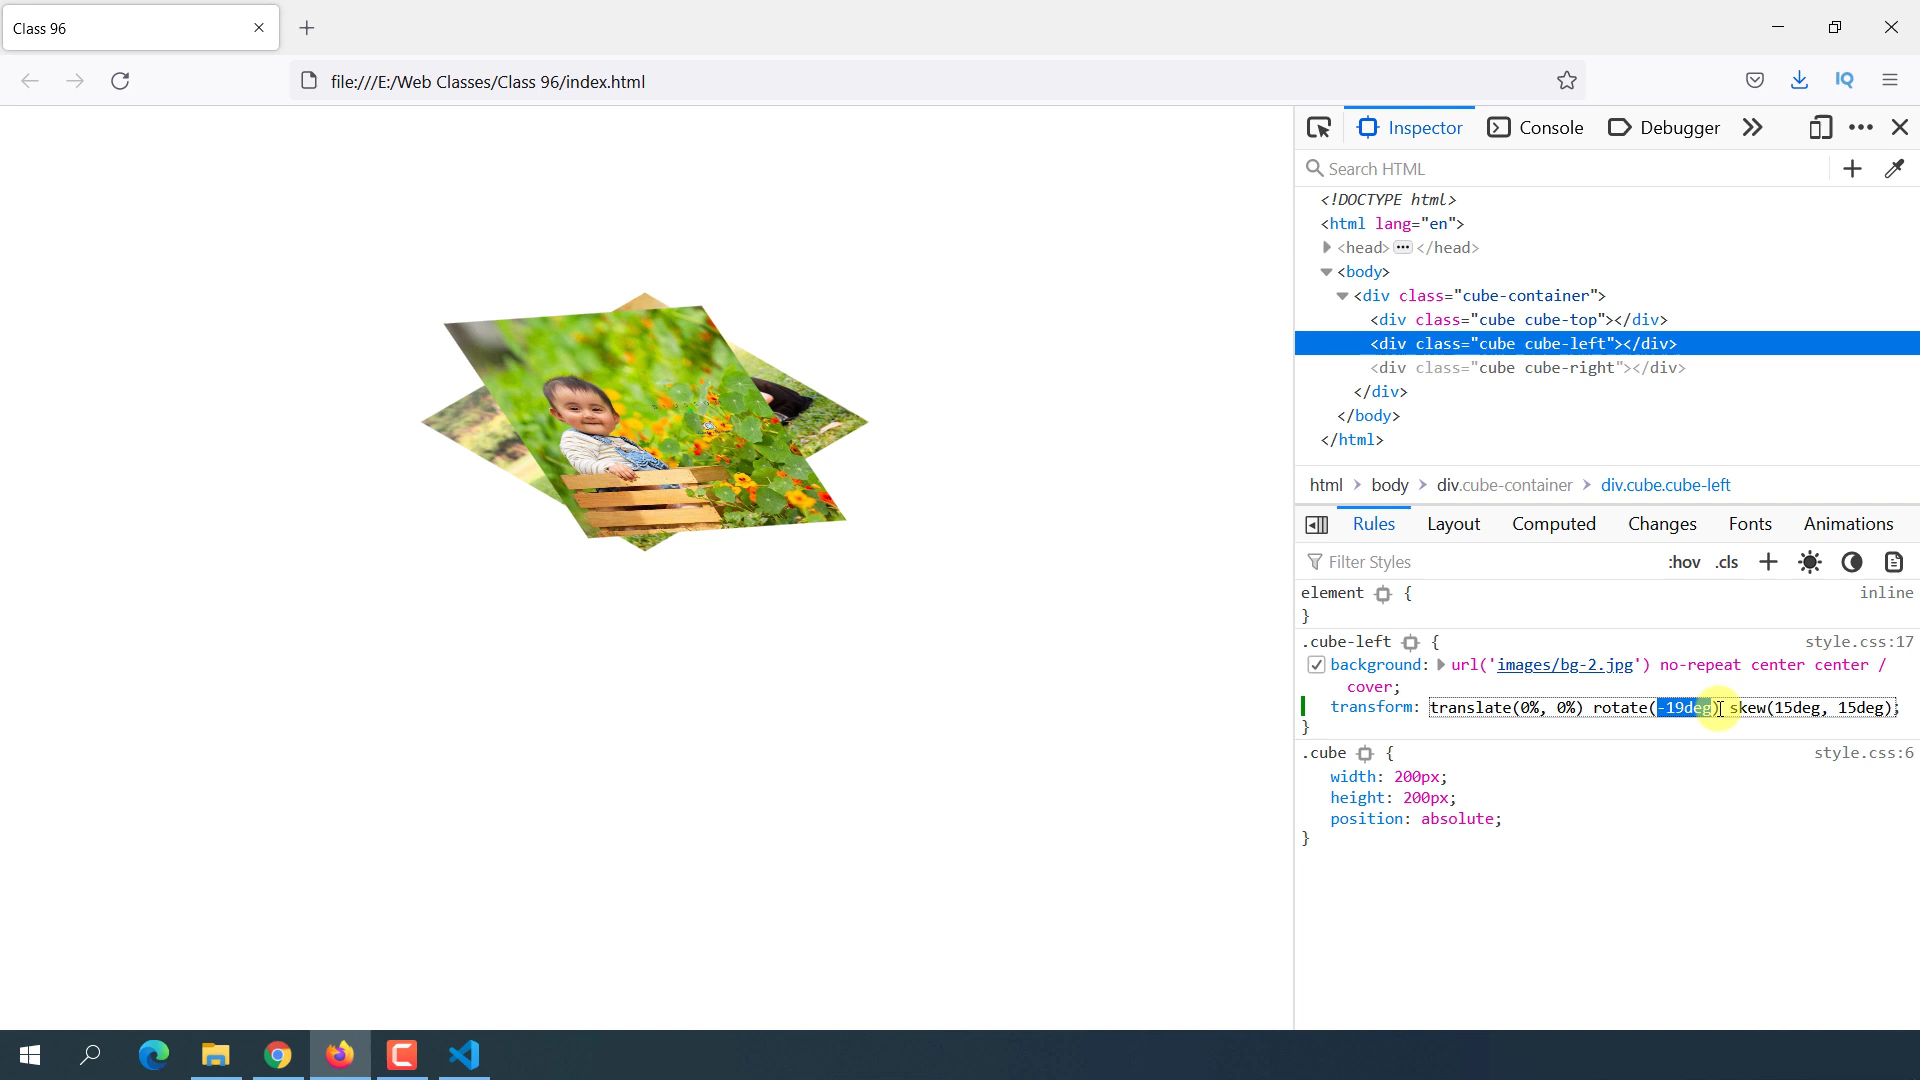 Class 96
file:///E:/Web Classes/Class 96/index.html
IQ
Inspector Console Debugger
Search HTML
<!DOCTYPE html>
<html lang="en">
<head> ••• </head>
<body>
<div class="cube-container">
<div class="cube cube-top"></div>
<div class="cube cube-left"></div>
<div class="cube cube-right"></div>
</div>
</body>
</html>
html > body > div.cube-container > div.cube.cube-left
Rules Layout Computed Changes Fonts Animations
Filter Styles :hov .cls
element { inline
}
.cube-left { style.css:17
background: url('images/bg-2.jpg') no-repeat center center /
cover;
transform: translate(0%, 0%) rotate(-19deg) skew(15deg, 15deg);
}
.cube { style.css:6
width: 200px;
height: 200px;
position: absolute;
}